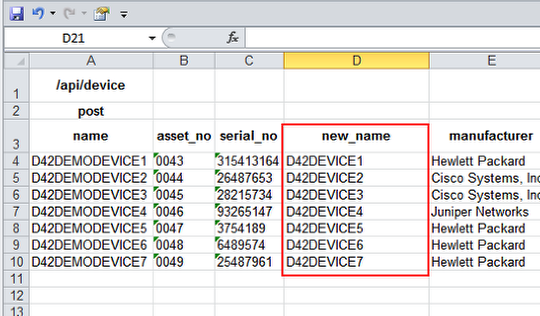 D21 fx
A B C D E
1 /api/device
2 post
3 name asset_no serial_no new_name manufacturer
4 D42DEMODEVICE1 0043 315413164 D42DEVICE1 Hewlett Packard
5 D42DEMODEVICE2 0044 26487653 D42DEVICE2 Cisco Systems, Inc
6 D42DEMODEVICE3 0045 28215734 D42DEVICE3 Cisco Systems, Inc
7 D42DEMODEVICE4 0046 93265147 D42DEVICE4 Juniper Networks
8 D42DEMODEVICE5 0047 3754189 D42DEVICE5 Hewlett Packard
9 D42DEMODEVICE6 0048 6489574 D42DEVICE6 Hewlett Packard
10 D42DEMODEVICE7 0049 25487961 D42DEVICE7 Hewlett Packard
11
12
13